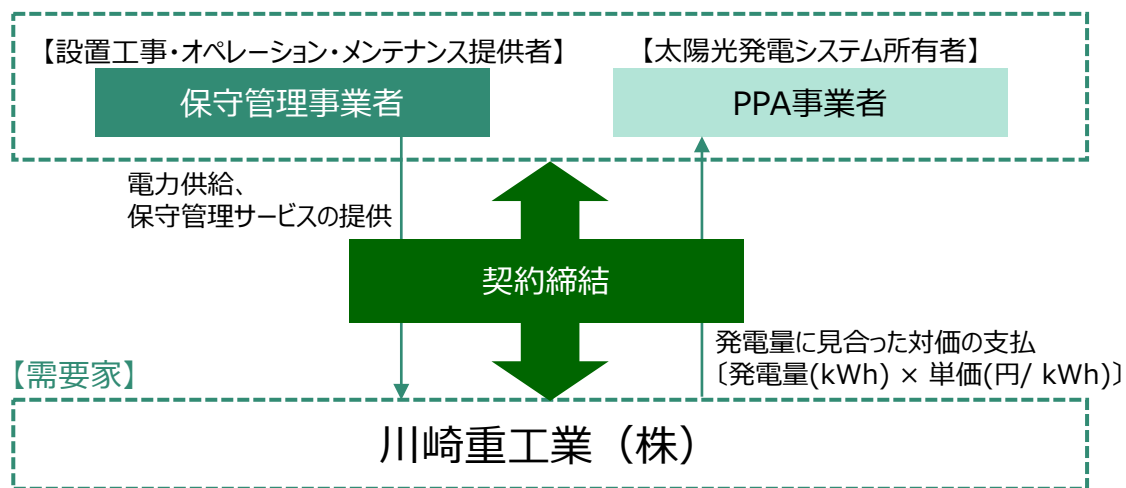 【設置工事・オペレーション・メンテナンス提供者】
保守管理事業者
【太陽光発電システム所有者】
PPA事業者
電力供給、
保守管理サービスの提供
契約締結
発電量に見合った対価の支払
〔発電量(kWh) × 単価(円/ kWh)〕
【需要家】
川崎重工業（株）